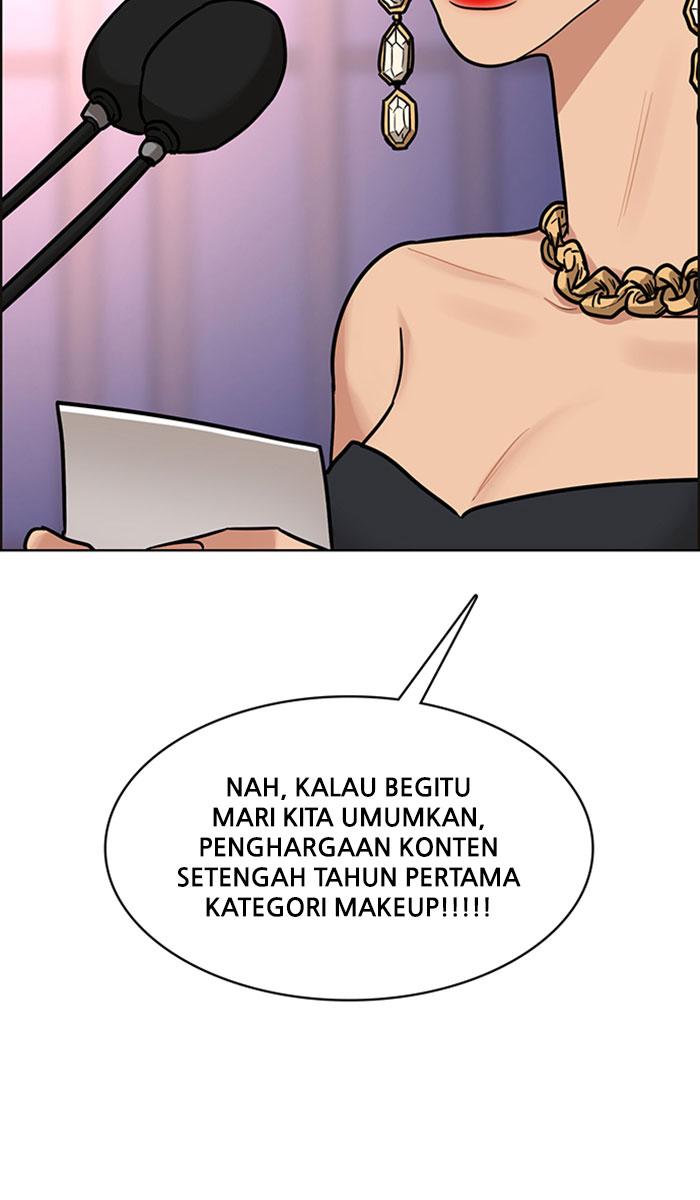 NAH, KALAU BEGITU
MARI KITA UMUMKAN,
PENGHARGAAN KONTEN
SETENGAH TAHUN PERTAMA
KATEGORI MAKEUP!!!!!